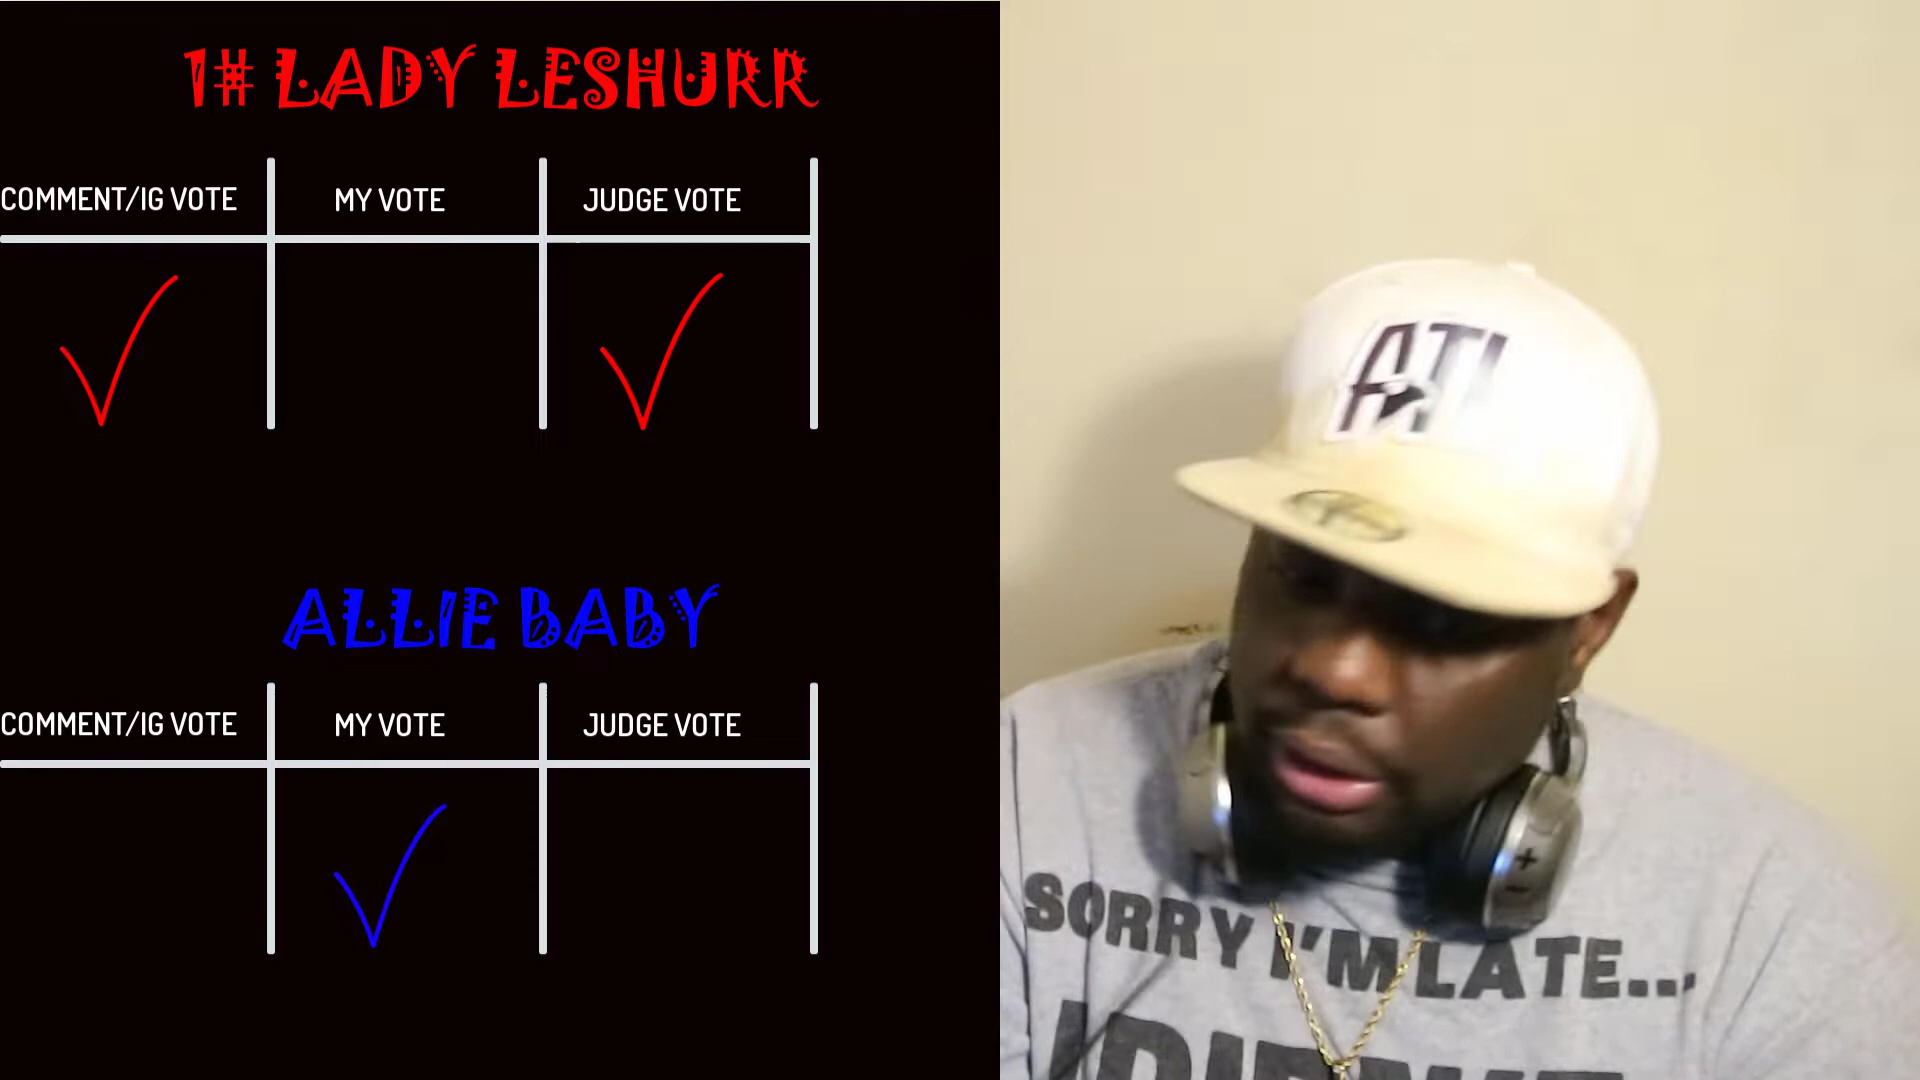 1# LADY LESHURR
COMMENT/IG VOTE
MY VOTE
JUDGE VOTE
ALLIE BABY
COMMENT/IG VOTE
MY VOTE
JUDGE VOTE
ATL
SORRY I'M LATE...